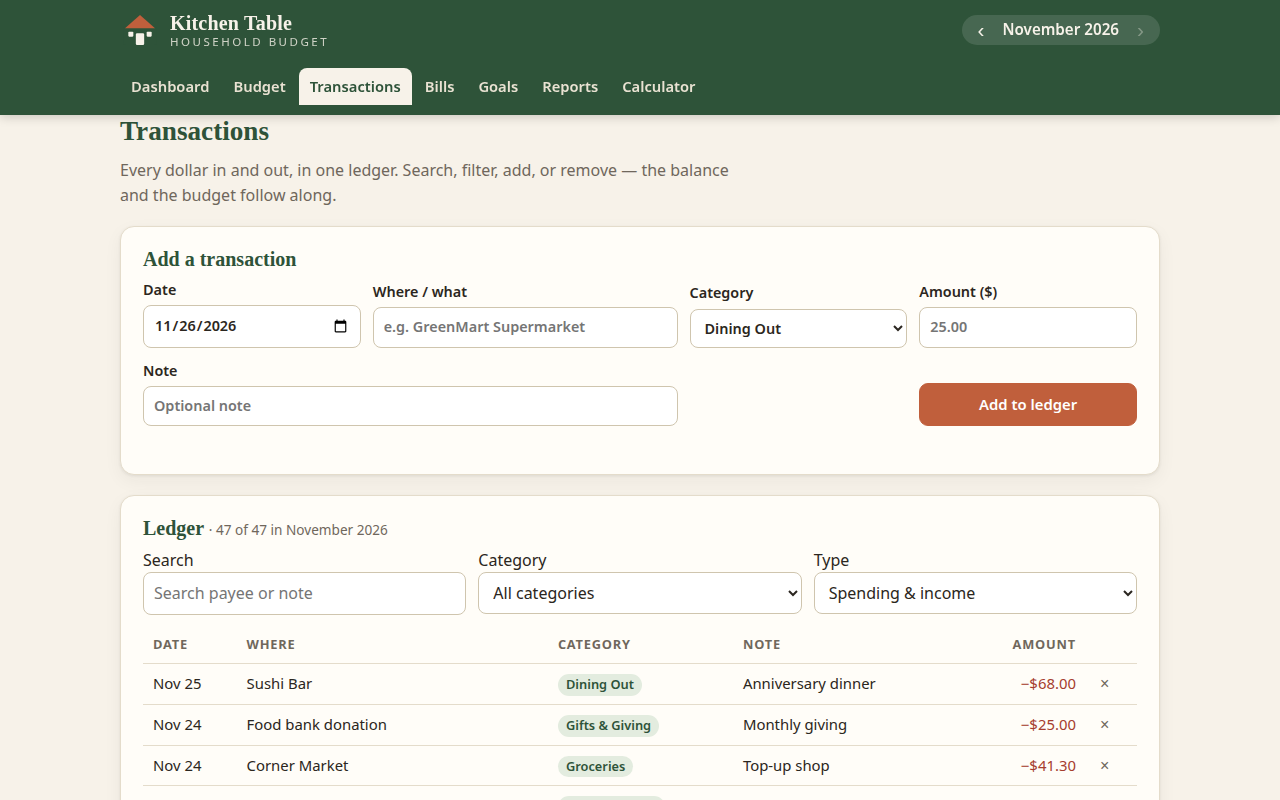 Kitchen Table
HOUSEHOLD BUDGET
‹ November 2026 ›
Dashboard Budget Transactions Bills Goals Reports Calculator
Transactions
Every dollar in and out, in one ledger. Search, filter, add, or remove — the balance
and the budget follow along.
Add a transaction
Date Where / what Category Amount ($)
11/26/2026 e.g. GreenMart Supermarket Dining Out 25.00
Note
Optional note Add to ledger
Ledger · 47 of 47 in November 2026
Search Category Type
Search payee or note All categories Spending & income
DATE WHERE CATEGORY NOTE AMOUNT
Nov 25 Sushi Bar Dining Out Anniversary dinner −$68.00 ×
Nov 24 Food bank donation Gifts & Giving Monthly giving −$25.00 ×
Nov 24 Corner Market Groceries Top-up shop −$41.30 ×